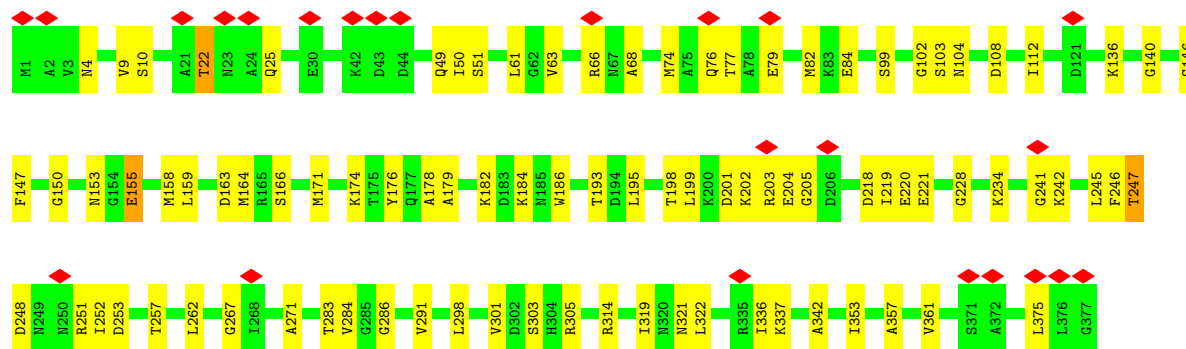 M1 A2 V3 N4 V9 S10 A21 T22 N23 A24 Q25 E30 K42 D43 D44 Q49 I50 S51 L61 G62 V63 R66 N67 A68 M74 A75 Q76 T77 A78 E79 M82 K83 E84 S99 G102 S103 N104 D108 I112 D121 K136 G140
F147 G150 N153 G154 E155 M158 L159 D163 M164 R165 S166 M171 K174 T175 Y176 Q177 A178 A179 K182 D183 K184 N185 W186 T193 D194 L195 T198 L199 K200 D201 K202 R203 E204 G205 D206 D218 I219 E220 E221 G228 K234 G241 K242 L245 F246 T247
D248 N249 N250 R251 I252 D253 T257 L262 G267 I268 A271 T283 V284 Q285 G286 V291 L298 V301 D302 S303 H304 R305 R314 I319 N320 N321 L322 R335 I336 K337 A342 I353 A357 V361 S371 A372 L375 L376 G377